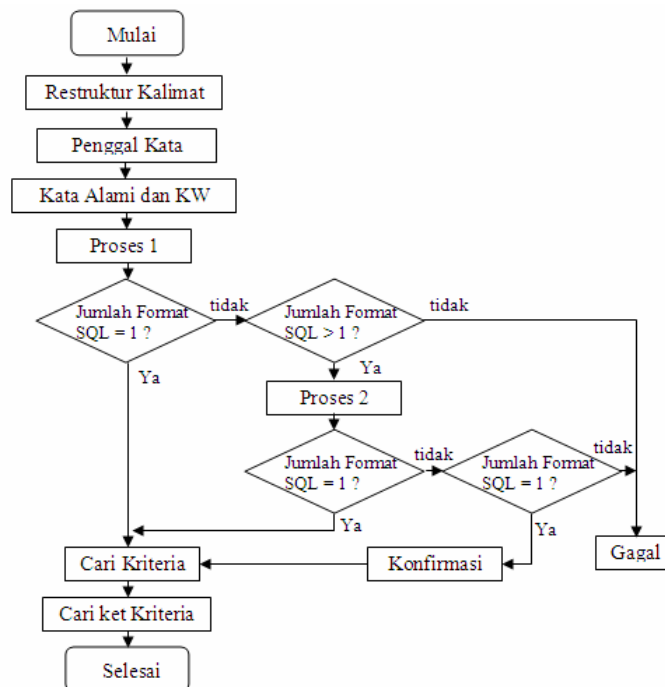 Mulai
Restruktur Kalimat
Penggal Kata
Kata Alami dan KW
Proses 1
Jumlah Format
SQL = 1 ?
tidak
Jumlah Format
SQL > 1 ?
tidak
Ya
Ya
Proses 2
Jumlah Format
SQL = 1 ?
tidak
Jumlah Format
SQL = 1 ?
tidak
Ya
Ya
Cari Kriteria
Konfirmasi
Gagal
Cari ket Kriteria
Selesai